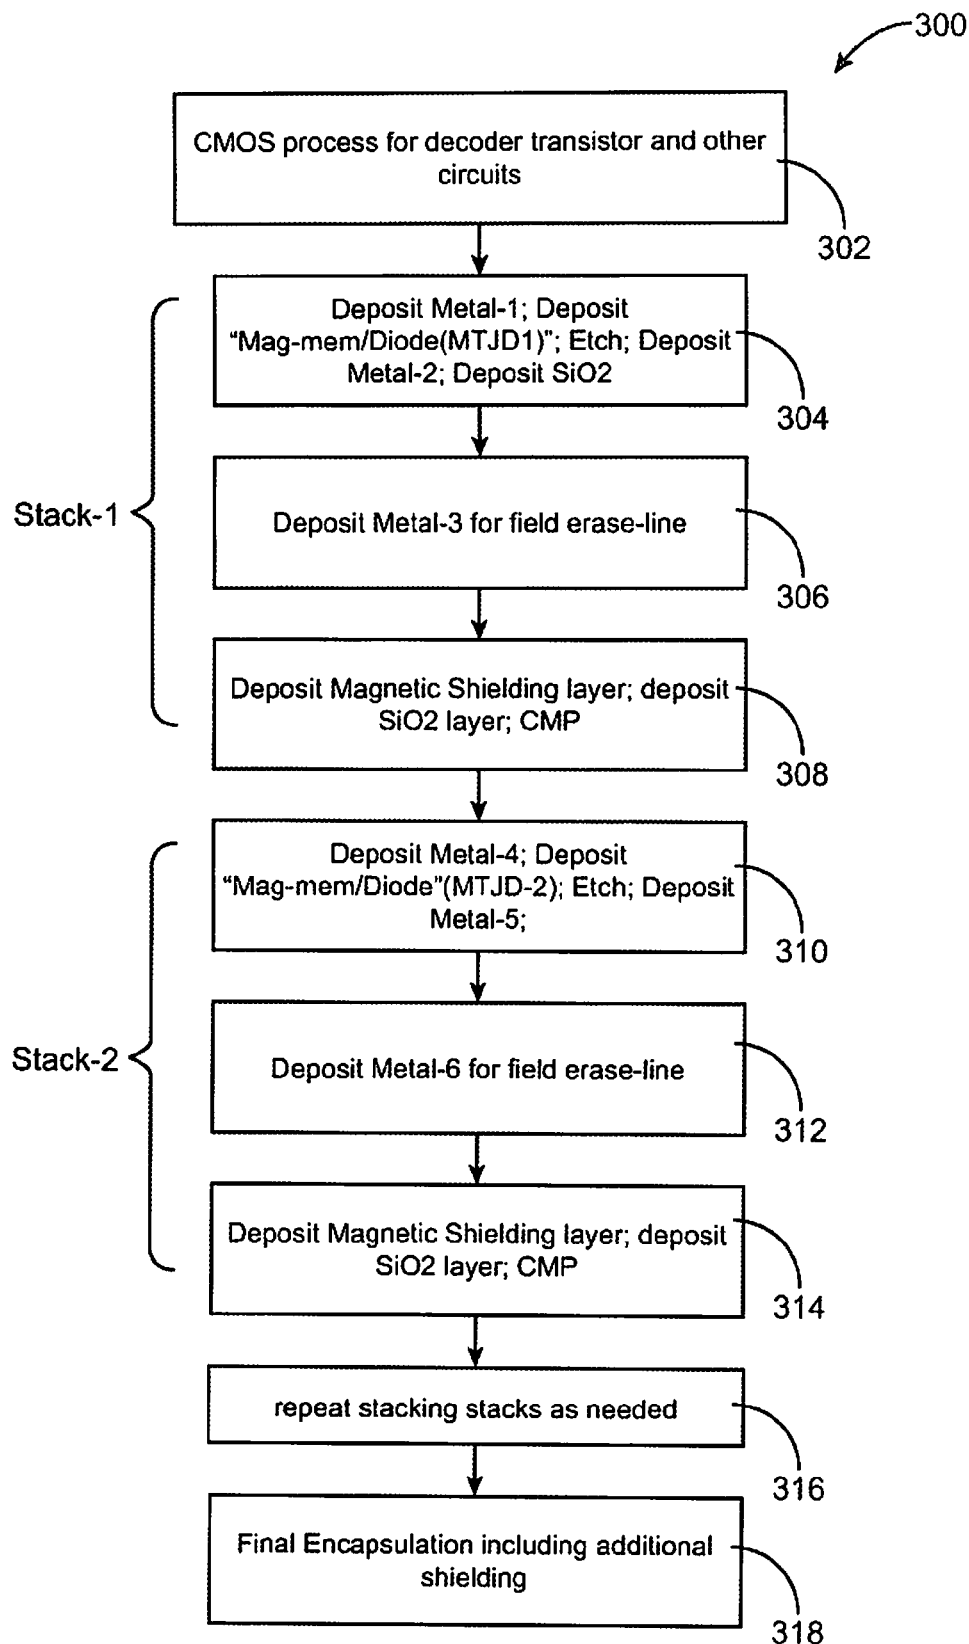 300
CMOS process for decoder transistor and other
circuits
302
Deposit Metal-1; Deposit
“Mag-mem/Diode(MTJD1)”; Etch; Deposit
Metal-2; Deposit SiO2
304
Stack-1
Deposit Metal-3 for field erase-line
306
Deposit Magnetic Shielding layer; deposit
SiO2 layer; CMP
308
Deposit Metal-4; Deposit
“Mag-mem/Diode”(MTJD-2); Etch; Deposit
Metal-5;
310
Stack-2
Deposit Metal-6 for field erase-line
312
Deposit Magnetic Shielding layer; deposit
SiO2 layer; CMP
314
repeat stacking stacks as needed
316
Final Encapsulation including additional
shielding
318